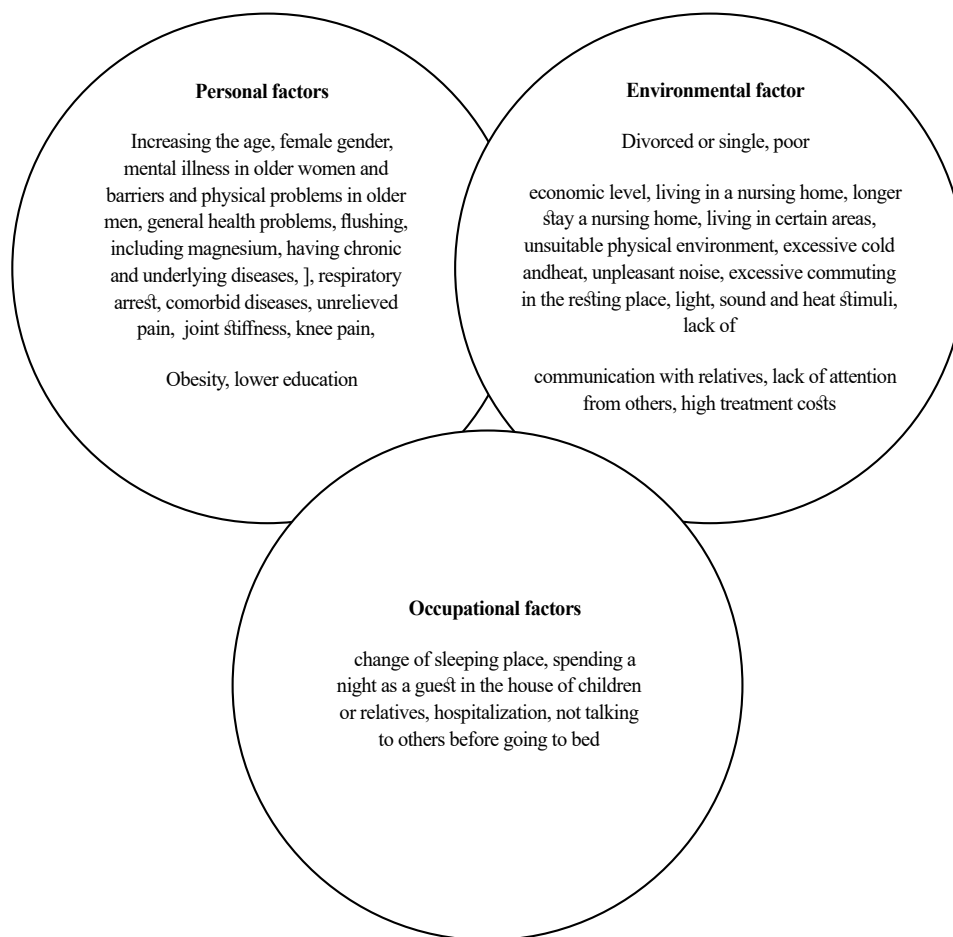 Personal factors
Increasing the age, female gender,
mental illness in older women and
barriers and physical problems in older
men, general health problems, flushing,
including magnesium, having chronic
and underlying diseases, ], respiratory
arrest, comorbid diseases, unrelieved
pain, joint stiffness, knee pain,
Obesity, lower education
Environmental factor
Divorced or single, poor
economic level, living in a nursing home, longer
stay a nursing home, living in certain areas,
unsuitable physical environment, excessive cold
andheat, unpleasant noise, excessive commuting
in the resting place, light, sound and heat stimuli,
lack of
communication with relatives, lack of attention
from others, high treatment costs
Occupational factors
change of sleeping place, spending a
night as a guest in the house of children
or relatives, hospitalization, not talking
to others before going to bed